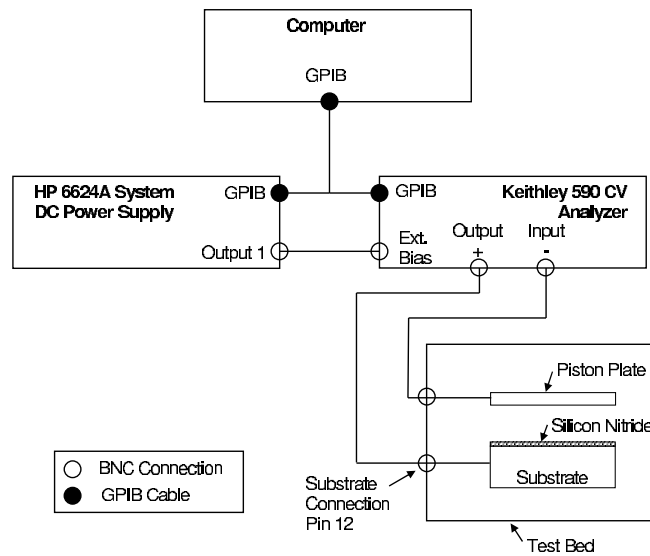 Computer
GPIB
HP 6624A System
DC Power Supply
GPIB
Output 1
GPIB
Keithley 590 CV
Analyzer
Ext.
Bias
Output
+
Input
-
Piston Plate
Silicon Nitride
Substrate
Substrate
Connection
Pin 12
Test Bed
BNC Connection
GPIB Cable